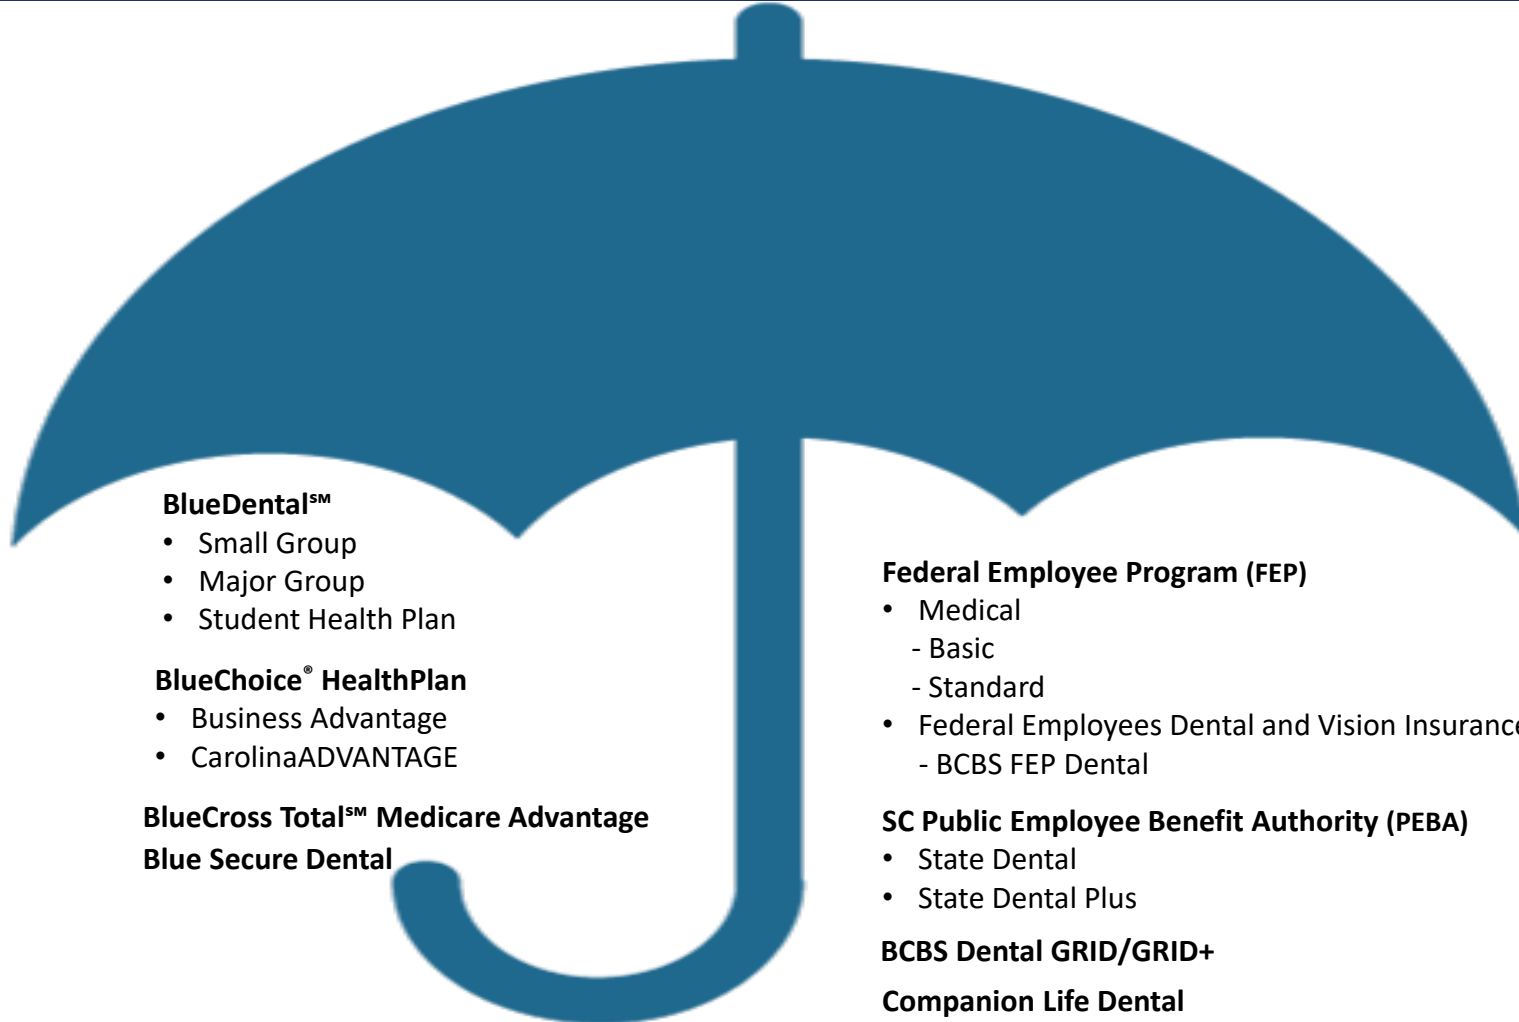 BlueDental℠
• Small Group
• Major Group
• Student Health Plan
BlueChoice® HealthPlan
• Business Advantage
• CarolinaADVANTAGE
BlueCross Total℠ Medicare Advantage
Blue Secure Dental
Federal Employee Program (FEP)
• Medical
- Basic
- Standard
• Federal Employees Dental and Vision Insurance
- BCBS FEP Dental
SC Public Employee Benefit Authority (PEBA)
• State Dental
• State Dental Plus
BCBS Dental GRID/GRID+
Companion Life Dental